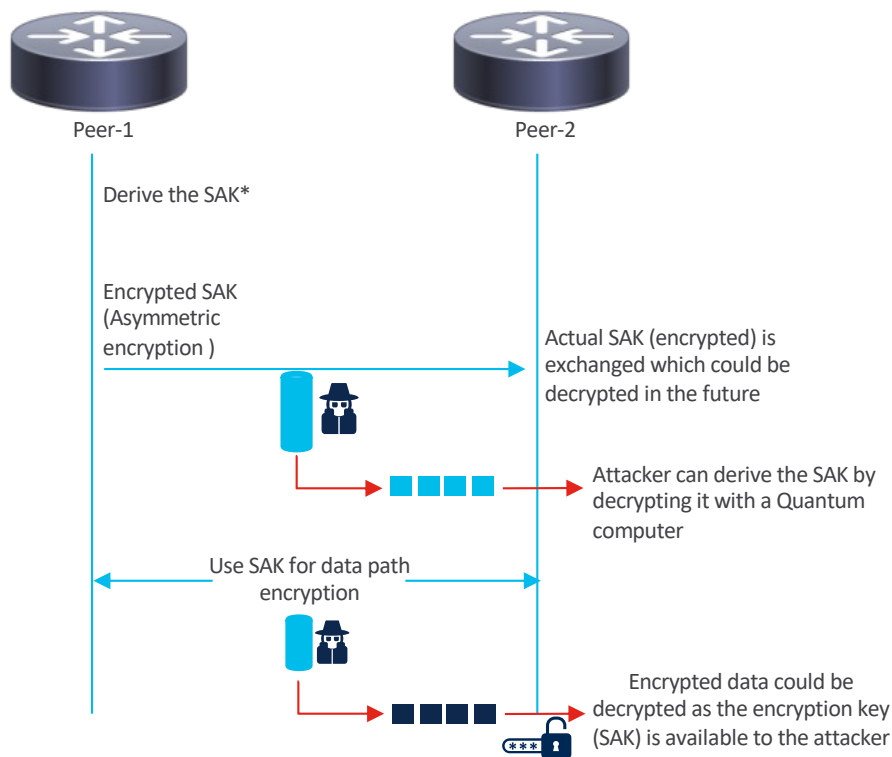 Peer-1
Peer-2
Derive the SAK*
Encrypted SAK
(Asymmetric
encryption )
Actual SAK (encrypted) is
exchanged which could be
decrypted in the future
Attacker can derive the SAK by
decrypting it with a Quantum
computer
Use SAK for data path
encryption
Encrypted data could be
decrypted as the encryption key
(SAK) is available to the attacker
***